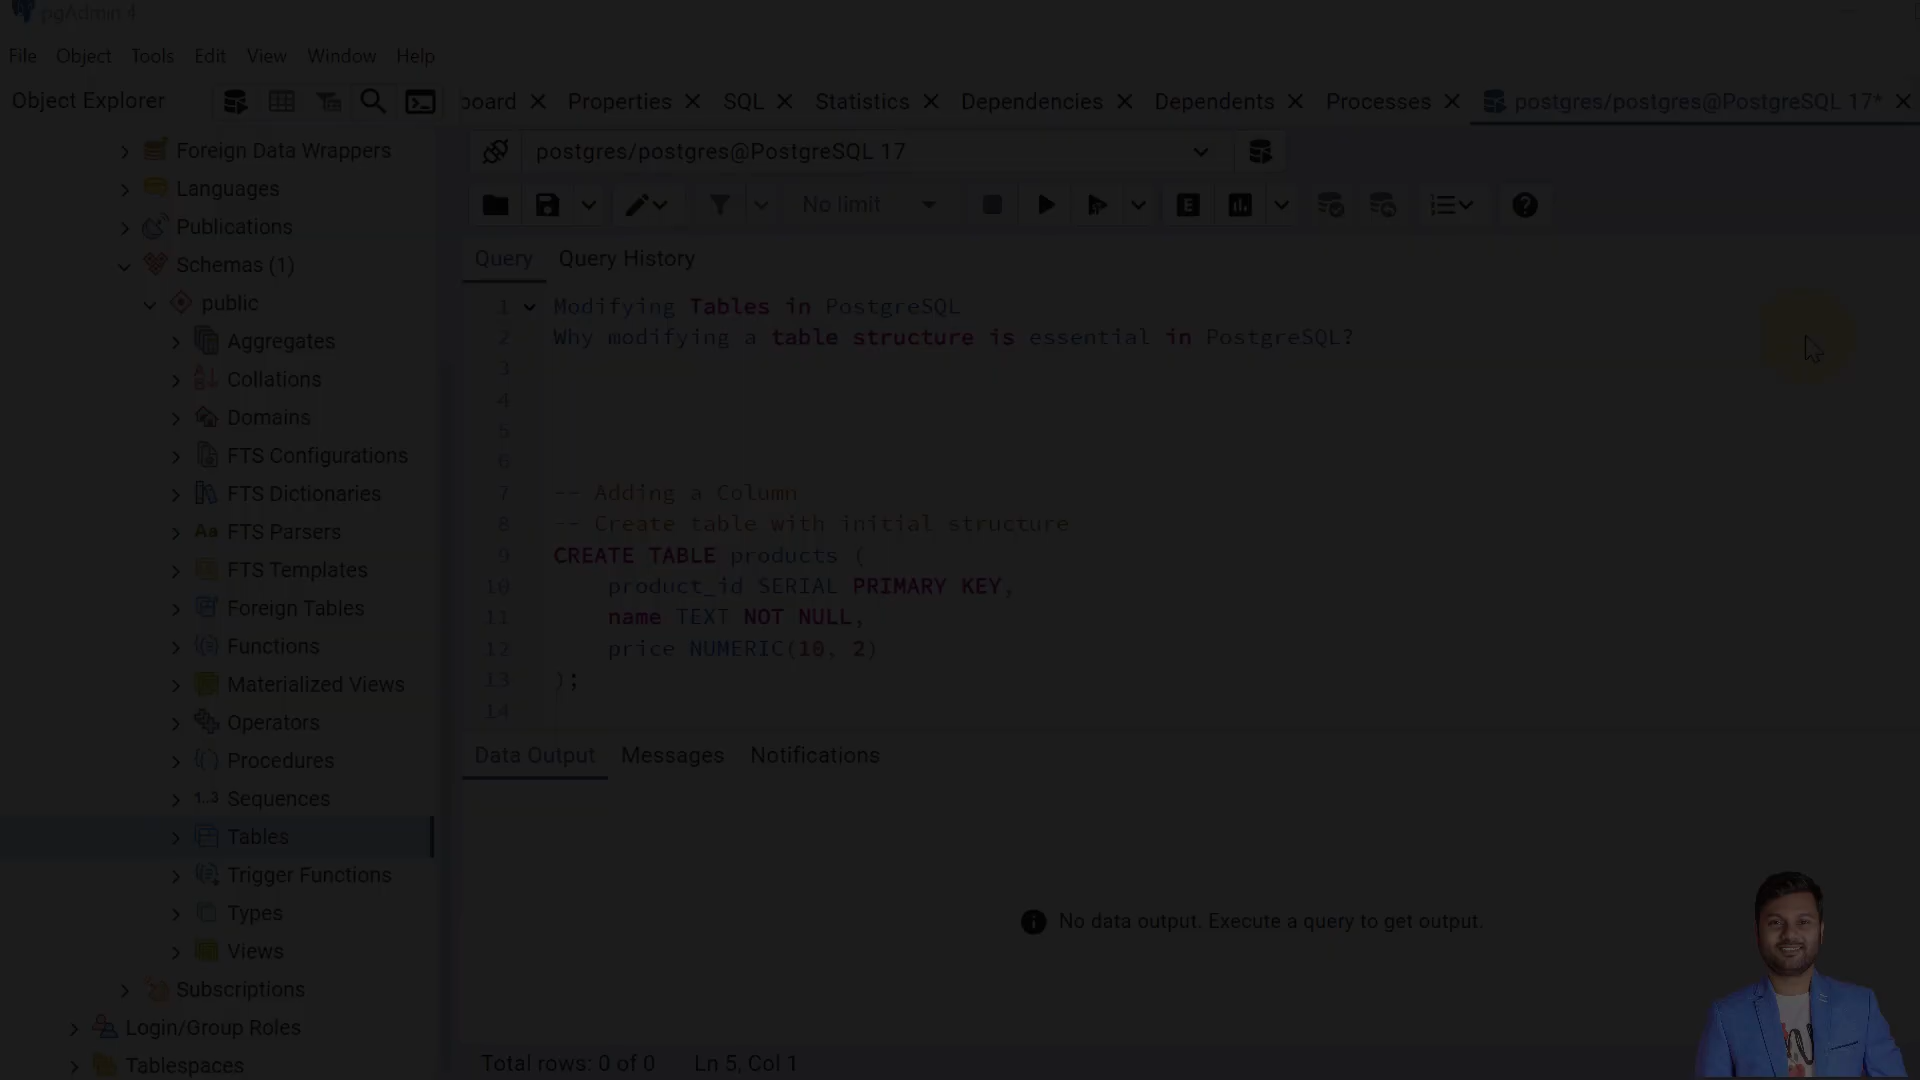 pgAdmin 4
File Object Tools Edit View Window Help
Object Explorer
board Properties SQL Statistics Dependencies Dependents Processes postgres/postgres@PostgreSQL 17*
Foreign Data Wrappers
Languages
Publications
Schemas (1)
public
Aggregates
Collations
Domains
FTS Configurations
FTS Dictionaries
FTS Parsers
FTS Templates
Foreign Tables
Functions
Materialized Views
Operators
Procedures
1..3 Sequences
Tables
Trigger Functions
Types
Views
Subscriptions
Login/Group Roles
Tablespaces
postgres/postgres@PostgreSQL 17
No limit
E
Query Query History
1 Modifying Tables in PostgreSQL
2 Why modifying a table structure is essential in PostgreSQL?
3
4
5
6
7 -- Adding a Column
8 -- Create table with initial structure
9 CREATE TABLE products (
10 product_id SERIAL PRIMARY KEY,
11 name TEXT NOT NULL,
12 price NUMERIC(10, 2)
13 );
14
Data Output Messages Notifications
No data output. Execute a query to get output.
Total rows: 0 of 0 Ln 5, Col 1